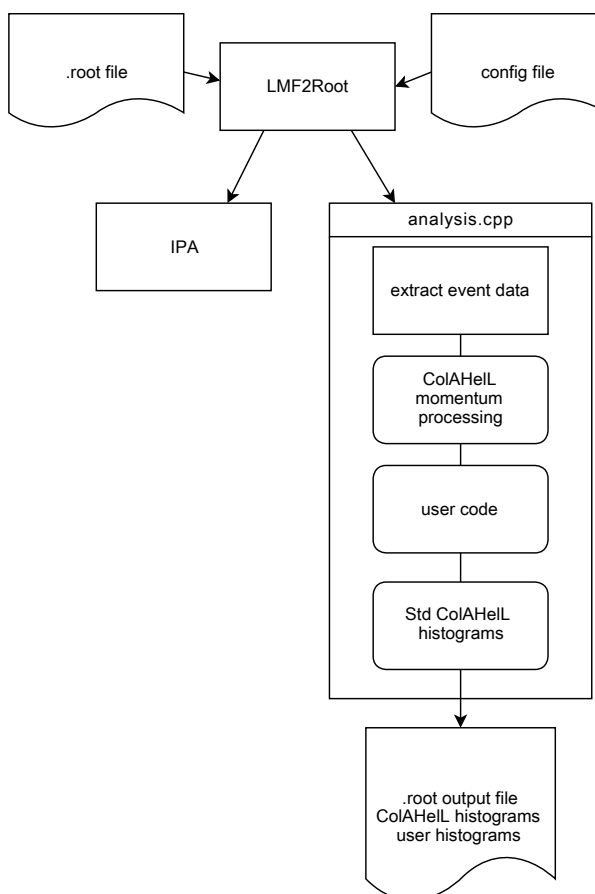 .root file
LMF2Root
config file
IPA
analysis.cpp
extract event data
ColAHelL
momentum
processing
user code
Std ColAHelL
histograms
.root output file
ColAHelL histograms
user histograms